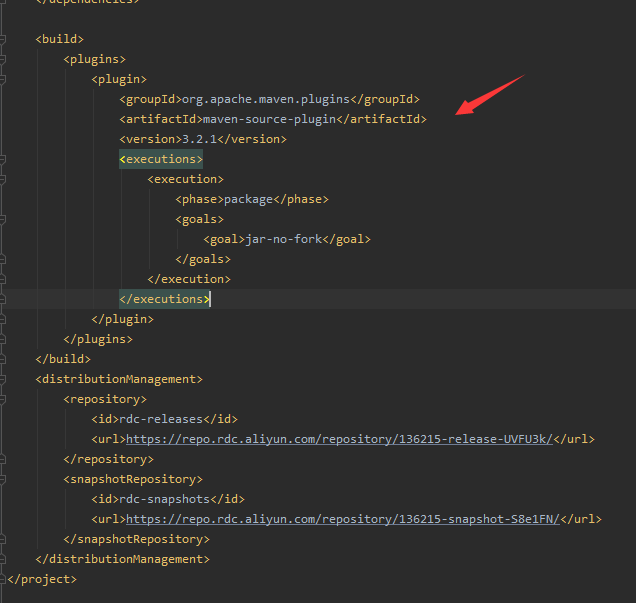 </dependencies>
<build>
<plugins>
<plugin>
<groupId>org.apache.maven.plugins</groupId>
<artifactId>maven-source-plugin</artifactId>
<version>3.2.1</version>
<executions>
<execution>
<phase>package</phase>
<goals>
<goal>jar-no-fork</goal>
</goals>
</execution>
</executions>
</plugin>
</plugins>
</build>
<distributionManagement>
<repository>
<id>rdc-releases</id>
<url>https://repo.rdc.aliyun.com/repository/136215-release-UVFU3k/</url>
</repository>
<snapshotRepository>
<id>rdc-snapshots</id>
<url>https://repo.rdc.aliyun.com/repository/136215-snapshot-S8e1FN/</url>
</snapshotRepository>
</distributionManagement>
</project>